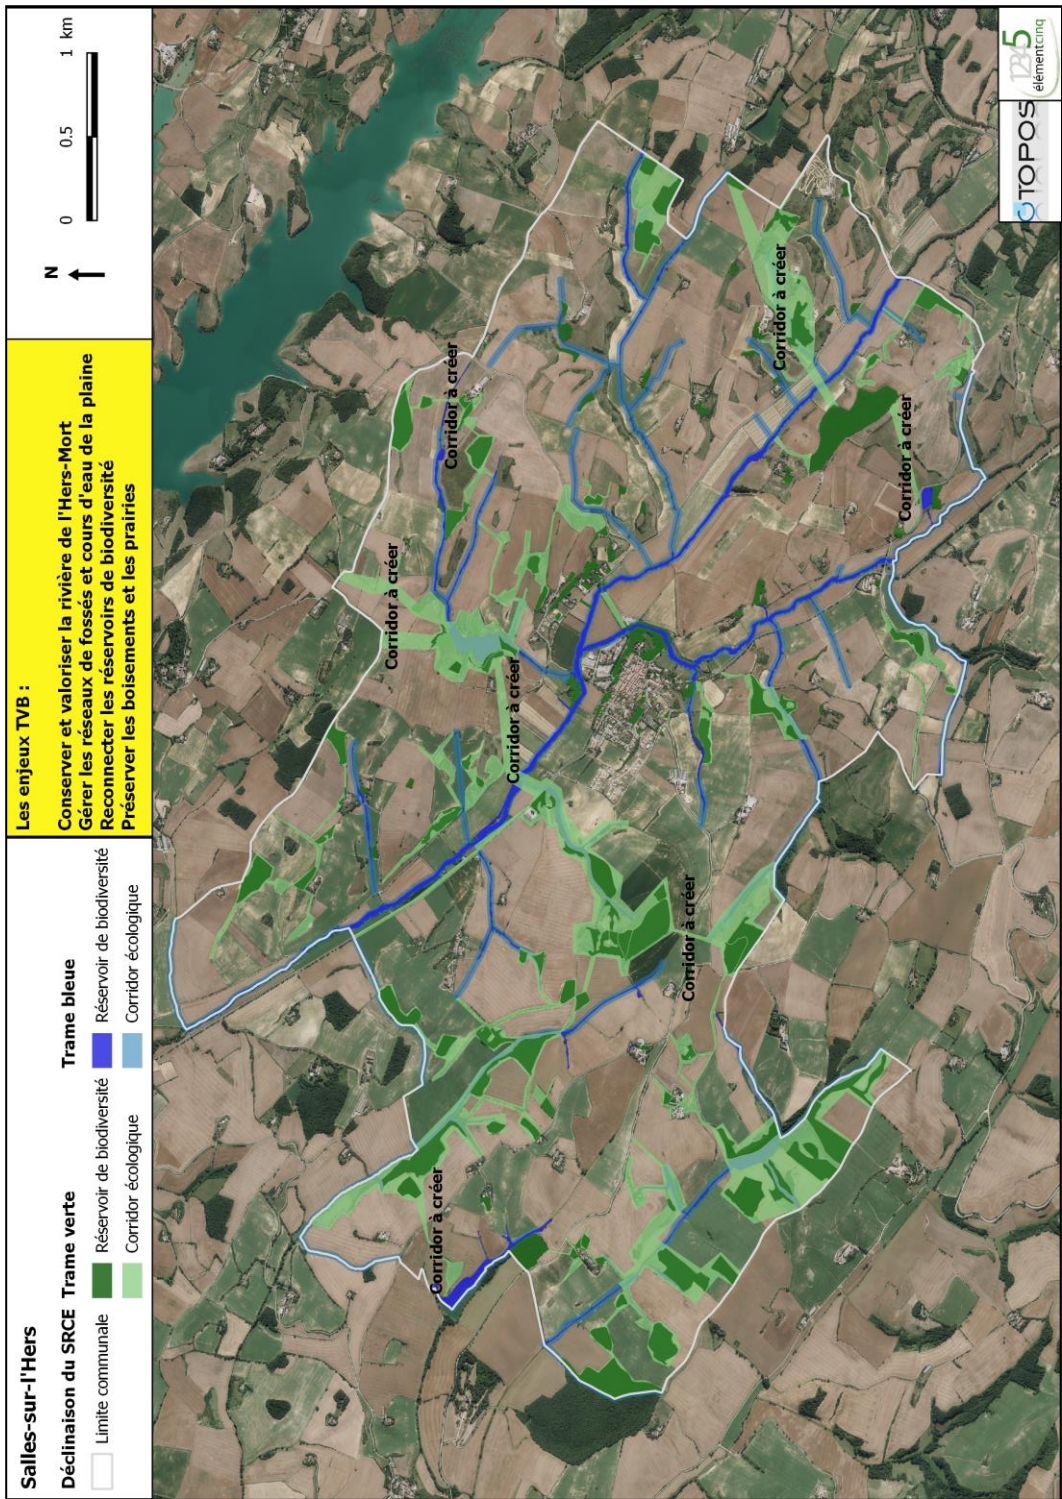 Salles-sur-l'Hers
Déclinaison du SRCE
Limite communale
Trame verte
Réservoir de biodiversité
Corridor écologique
Trame bleue
Réservoir de biodiversité
Corridor écologique
Les enjeux TVB :
Conserver et valoriser la rivière de l'Hers-Mort
Gérer les réseaux de fossés et cours d'eau de la plaine
Reconnecter les réservoirs de biodiversité
Préserver les boisements et les prairies
N
0 0.5 1 km
Corridor à créer
Corridor à créer
Corridor à créer
Corridor à créer
Corridor à créer
Corridor à créer
Corridor à créer
TOPOS
12345
élémentcinq